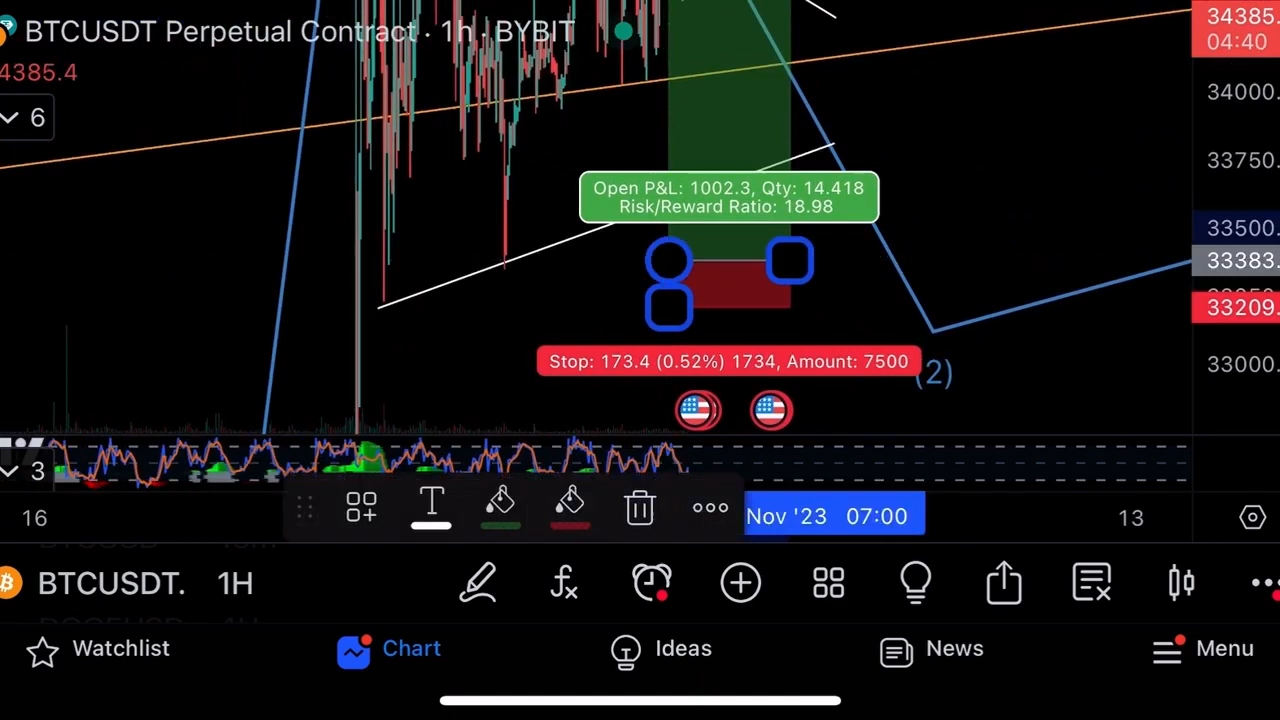 BTCUSDT Perpetual Contract · 1h · BYBIT
34385.
04:40
4385.4
34000.
6
33750.
Open P&L: 1002.3, Qty: 14.418
Risk/Reward Ratio: 18.98
33500.
33383.
33209.
Stop: 173.4 (0.52%) 1734, Amount: 7500
33000.
(2)
3
T
16
Nov '23 07:00
13
BTCUSDT. 1H
Watchlist
Chart
Ideas
News
Menu